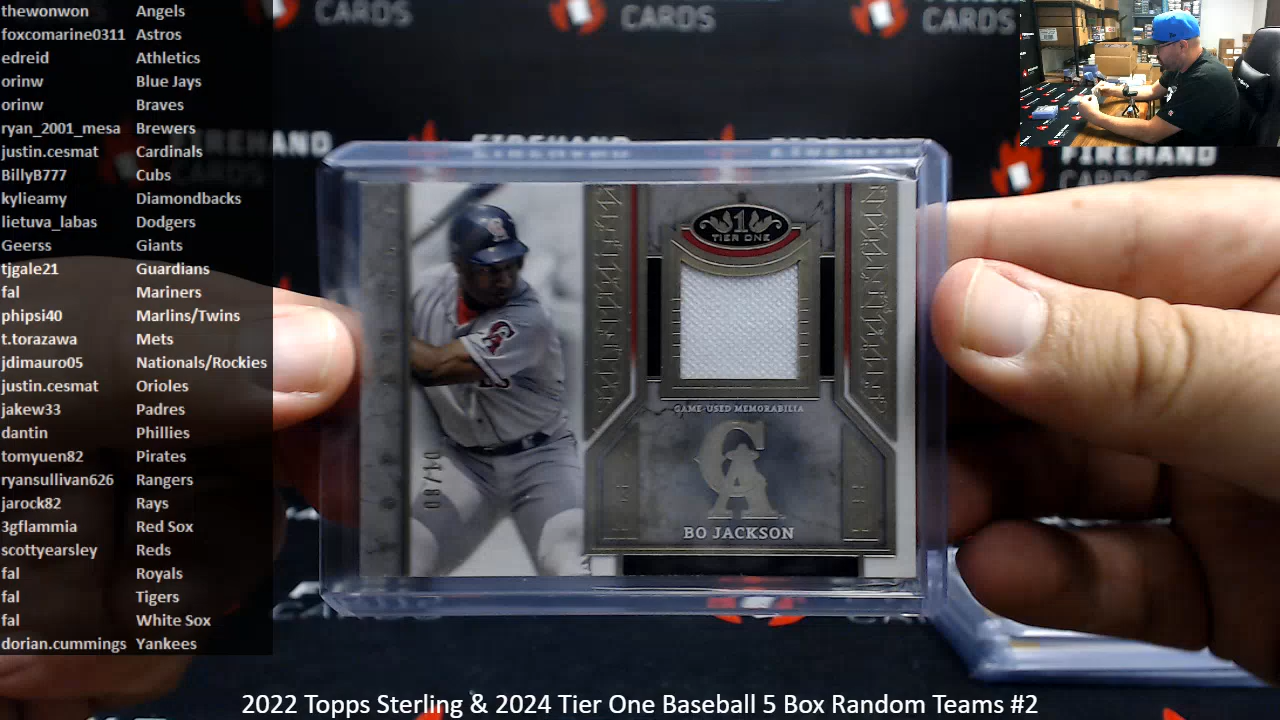 thewonwon Angels
foxcomarine0311 Astros
edreid Athletics
orinw Blue Jays
orinw Braves
ryan_2001_mesa Brewers
justin.cesmat Cardinals
BillyB777 Cubs
kylieamy Diamondbacks
lietuva_labas Dodgers
Geerss Giants
tjgale21 Guardians
fal Mariners
phipsi40 Marlins/Twins
t.torazawa Mets
jdimauro05 Nationals/Rockies
justin.cesmat Orioles
jakew33 Padres
dantin Phillies
tomyuen82 Pirates
ryansullivan626 Rangers
jarock82 Rays
3gflammia Red Sox
scottyearsley Reds
fal Royals
fal Tigers
fal White Sox
dorian.cummings Yankees
CARDS
CARDS
CARDS
FIREHAND
FIREHAND
CARDS
1
TIER ONE
GAME-USED MEMORABILIA
CA
BO JACKSON
2022 Topps Sterling & 2024 Tier One Baseball 5 Box Random Teams #2